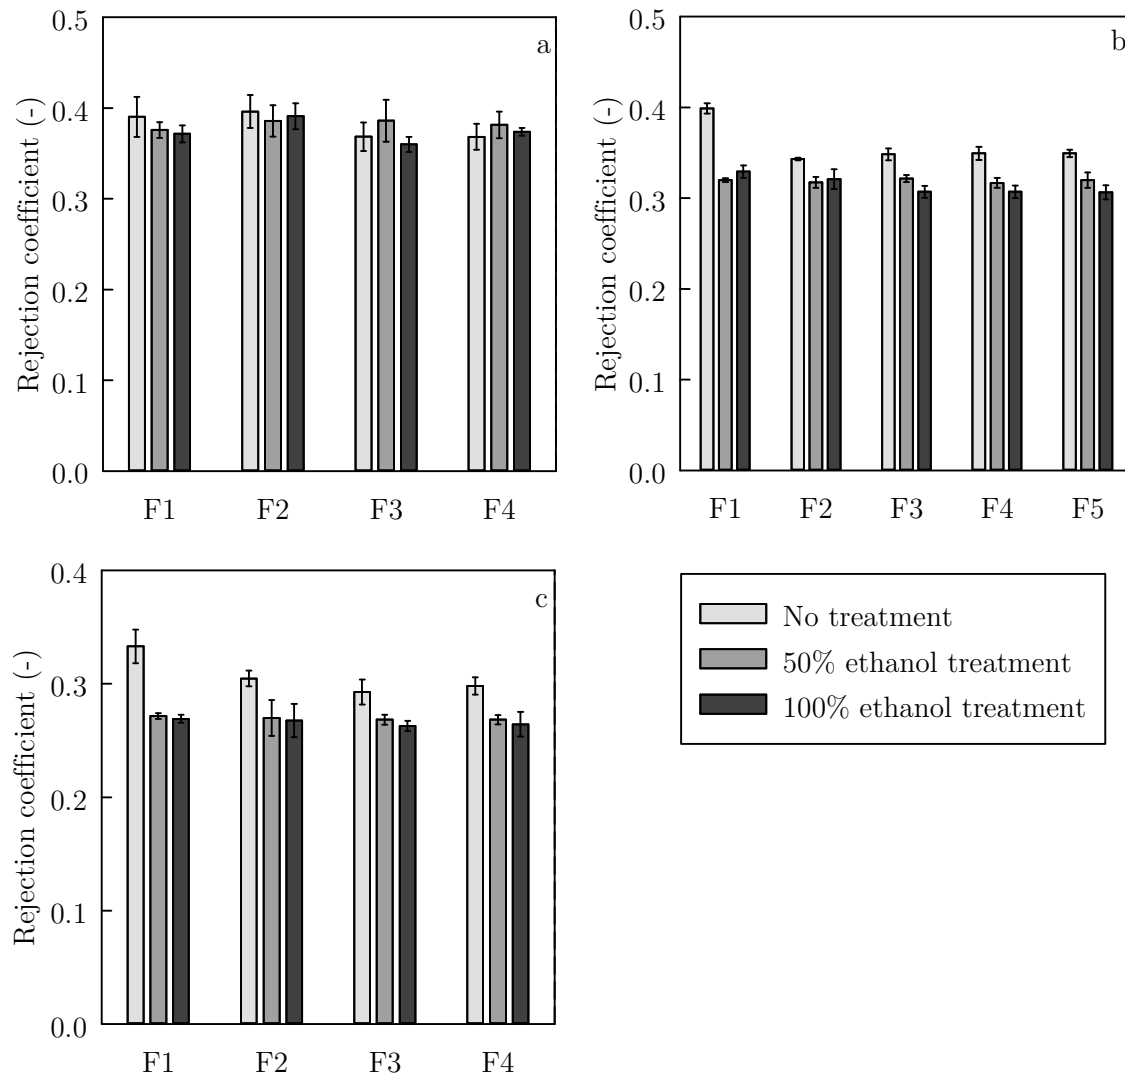 a
Rejection coefficient (-)
0.5
0.4
0.3
0.2
0.1
0.0
F1 F2 F3 F4
b
Rejection coefficient (-)
0.5
0.4
0.3
0.2
0.1
0.0
F1 F2 F3 F4 F5
c
Rejection coefficient (-)
0.4
0.3
0.2
0.1
0.0
F1 F2 F3 F4
No treatment
50% ethanol treatment
100% ethanol treatment